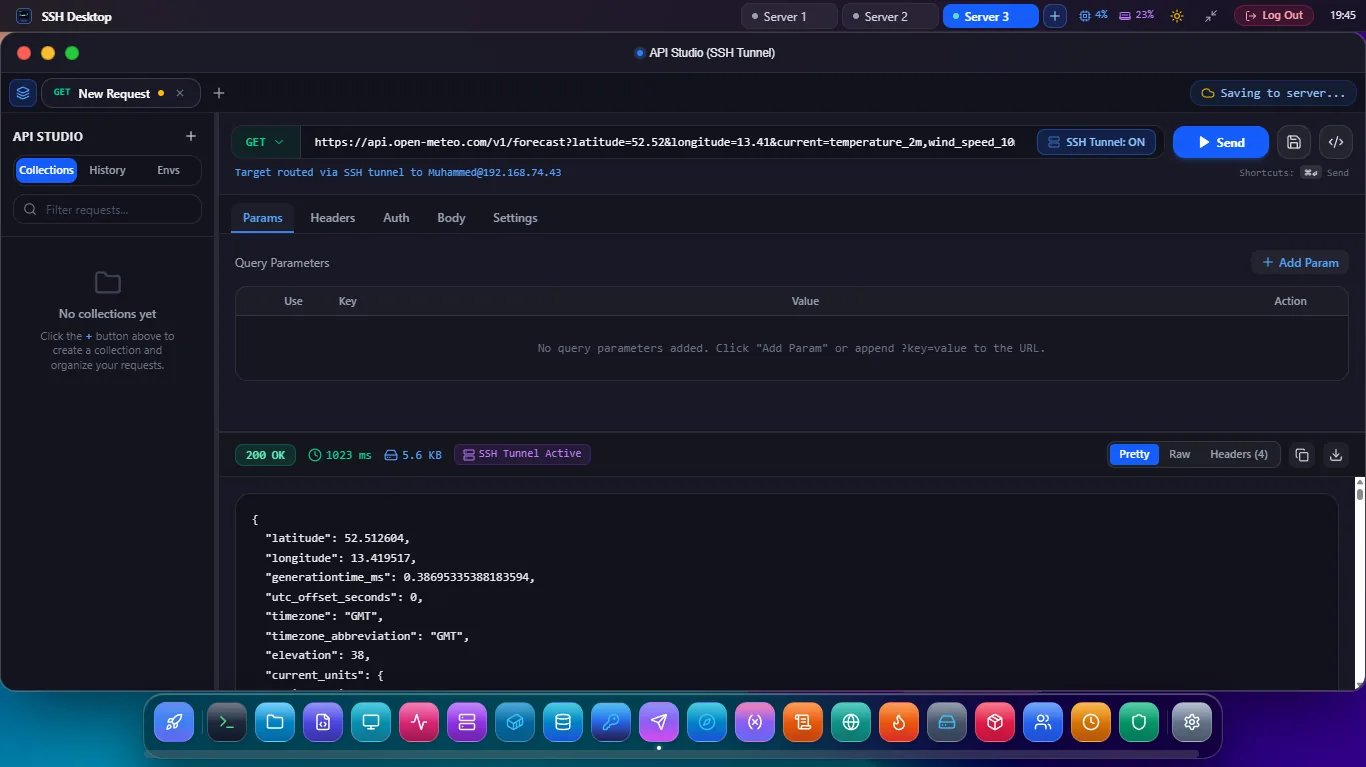 SSH Desktop
Server 1
Server 2
Server 3
4%
23%
Log Out
19:45
API Studio (SSH Tunnel)
GET New Request
Saving to server...
API STUDIO
Collections
History
Envs
Filter requests...
No collections yet
Click the + button above to
create a collection and
organize your requests.
GET
https://api.open-meteo.com/v1/forecast?latitude=52.52&longitude=13.41&current=temperature_2m,wind_speed_10
SSH Tunnel: ON
Send
Target routed via SSH tunnel to Muhammed@192.168.74.43
Shortcuts: Send
Params
Headers
Auth
Body
Settings
Query Parameters
+ Add Param
Use
Key
Value
Action
No query parameters added. Click "Add Param" or append ?key=value to the URL.
200 OK
1023 ms
5.6 KB
SSH Tunnel Active
Pretty
Raw
Headers (4)
{
"latitude": 52.512604,
"longitude": 13.419517,
"generationtime_ms": 0.38695335388183594,
"utc_offset_seconds": 0,
"timezone": "GMT",
"timezone_abbreviation": "GMT",
"elevation": 38,
"current_units": {